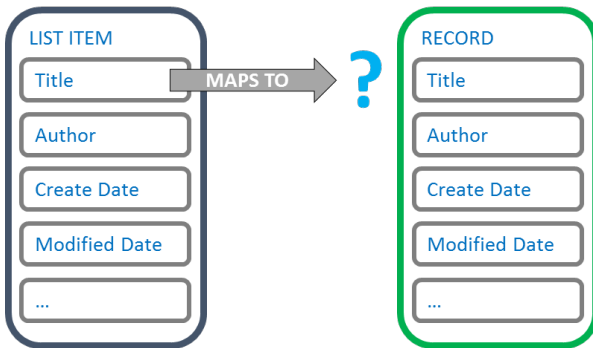 LIST ITEM
Title
Author
Create Date
Modified Date
...
MAPS TO
?
RECORD
Title
Author
Create Date
Modified Date
...